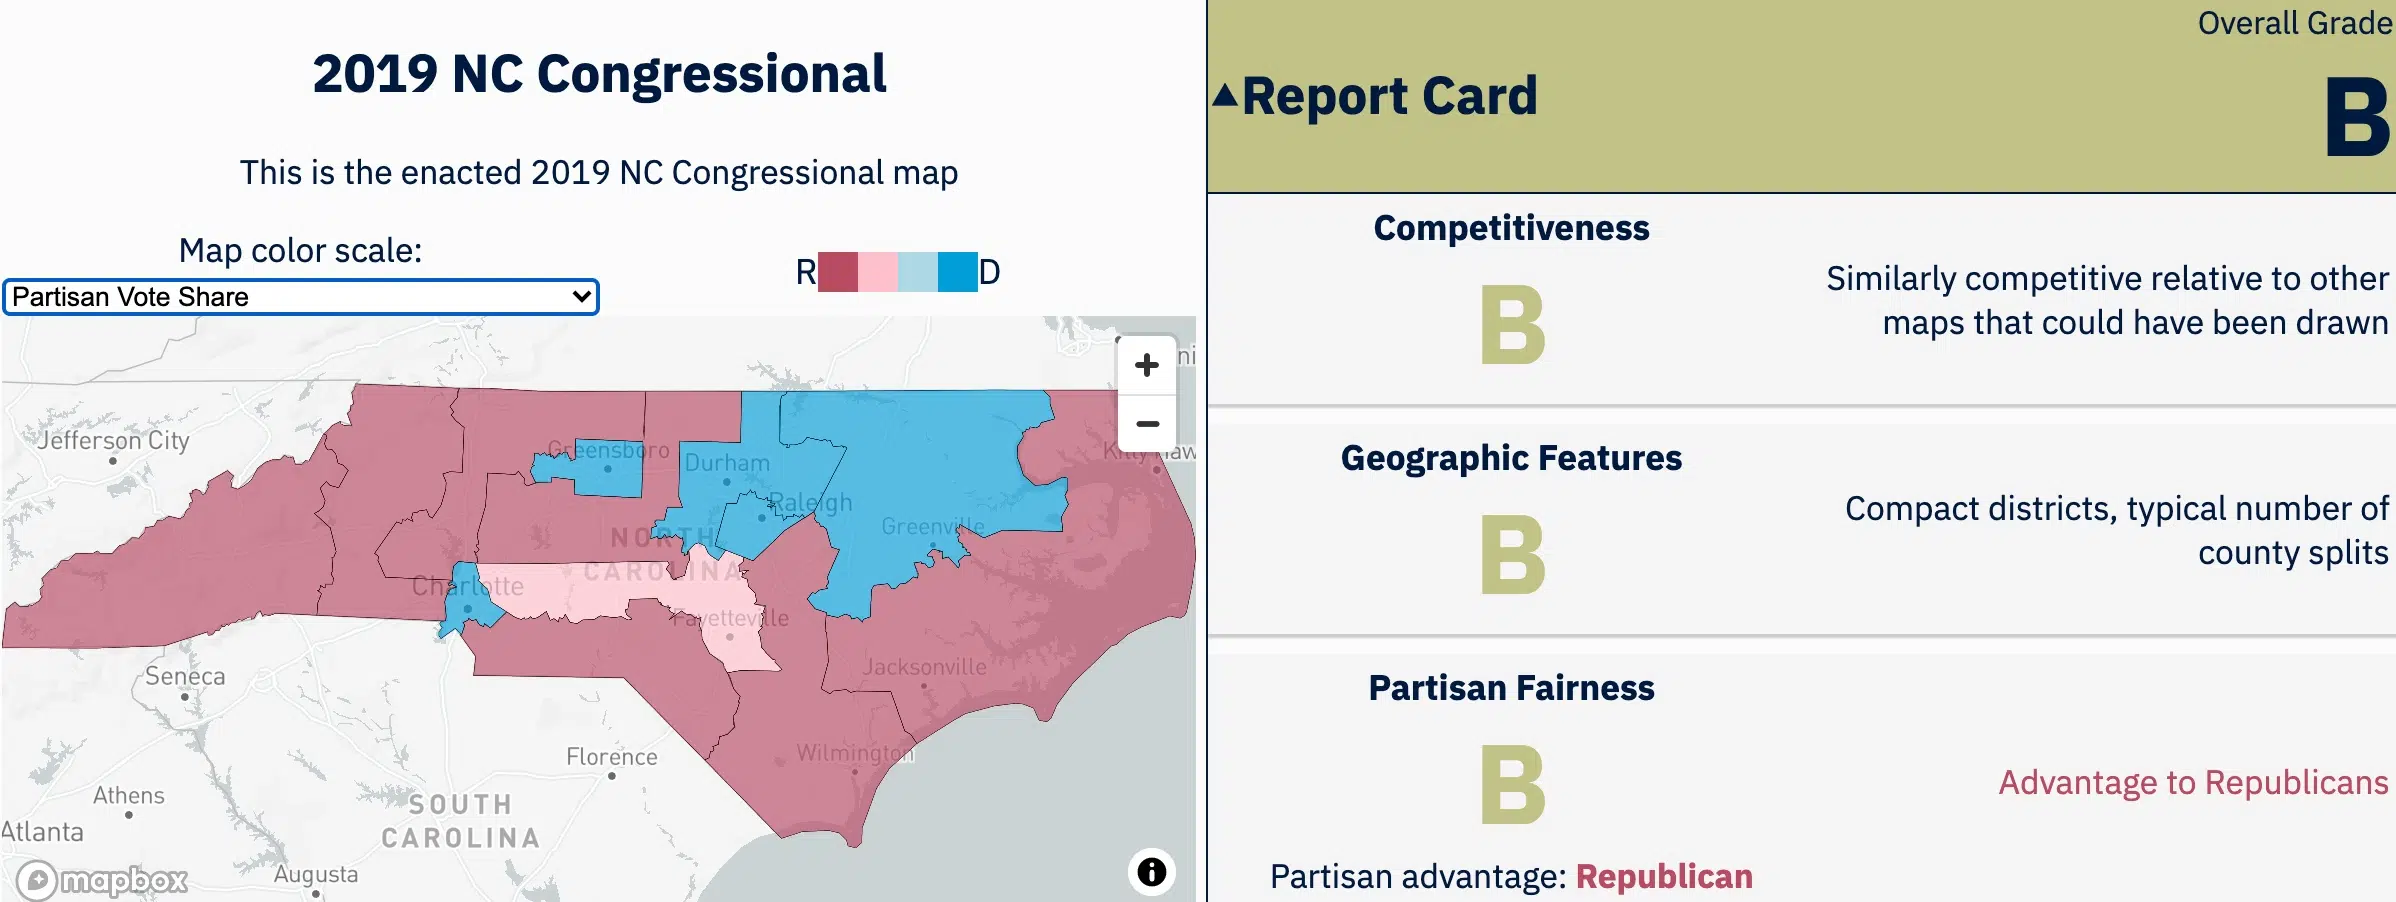 2019 NC Congressional
This is the enacted 2019 NC Congressional map
Map color scale:
Partisan Vote Share
R D
+
−
Jefferson City
Greensboro
Durham
Raleigh
Greenville
NORTH
CAROLINA
Charlotte
Fayetteville
Jacksonville
Wilmington
Seneca
Florence
Athens
SOUTH
CAROLINA
Atlanta
Augusta
mapbox
i
Overall Grade
Report Card
B
Competitiveness
B
Similarly competitive relative to other
maps that could have been drawn
Geographic Features
B
Compact districts, typical number of
county splits
Partisan Fairness
B
Advantage to Republicans
Partisan advantage: Republican